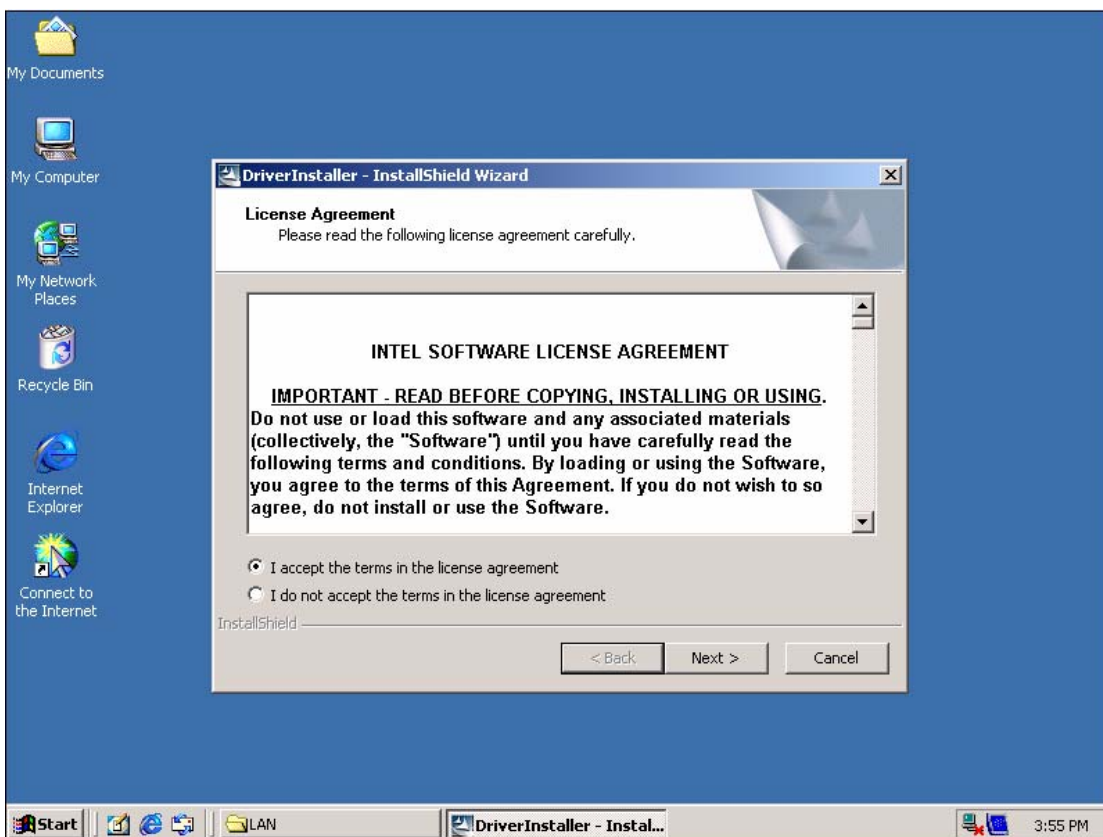 My Documents
My Computer
My Network
Places
Recycle Bin
Internet
Explorer
Connect to
the Internet
DriverInstaller - InstallShield Wizard
License Agreement
Please read the following license agreement carefully.
INTEL SOFTWARE LICENSE AGREEMENT
IMPORTANT - READ BEFORE COPYING, INSTALLING OR USING.
Do not use or load this software and any associated materials
(collectively, the "Software") until you have carefully read the
following terms and conditions. By loading or using the Software,
you agree to the terms of this Agreement. If you do not wish to so
agree, do not install or use the Software.
I accept the terms in the license agreement
I do not accept the terms in the license agreement
InstallShield
< Back
Next >
Cancel
Start
LAN
DriverInstaller - Instal...
3:55 PM